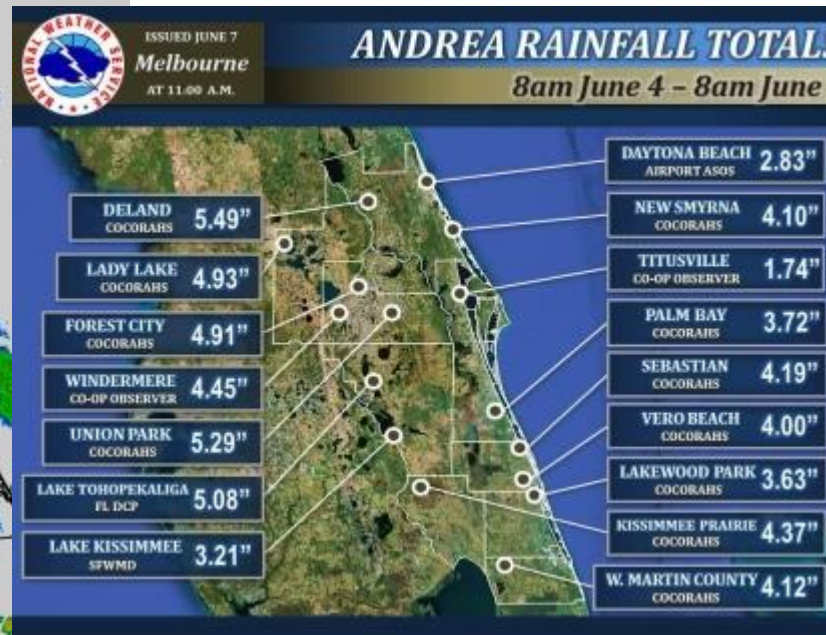 NATIONAL WEATHER SERVICE
ISSUED JUNE 7
Melbourne
AT 11:00 A.M.
ANDREA RAINFALL TOTALS
8am June 4 – 8am June
DELAND 5.49”
COCORAHS
LADY LAKE 4.93”
COCORAHS
FOREST CITY 4.91”
COCORAHS
WINDERMERE 4.45”
CO-OP OBSERVER
UNION PARK 5.29”
COCORAHS
LAKE TOHOPEKALIGA 5.08”
FL DCP
LAKE KISSIMMEE 3.21”
SFWMD
DAYTONA BEACH 2.83”
AIRPORT ASOS
NEW SMYRNA 4.10”
COCORAHS
TITUSVILLE 1.74”
CO-OP OBSERVER
PALM BAY 3.72”
COCORAHS
SEBASTIAN 4.19”
COCORAHS
VERO BEACH 4.00”
COCORAHS
LAKEWOOD PARK 3.63”
COCORAHS
KISSIMMEE PRAIRIE 4.37”
COCORAHS
W. MARTIN COUNTY 4.12”
COCORAHS